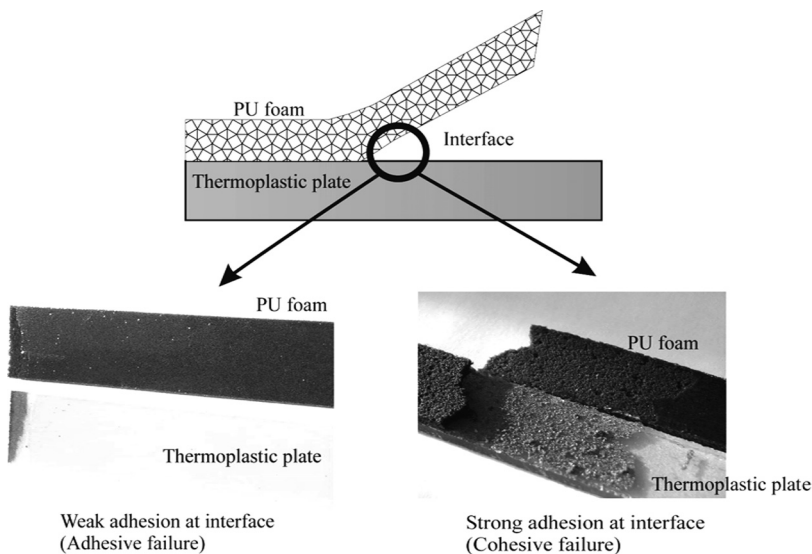 PU foam
Interface
Thermoplastic plate
PU foam
Thermoplastic plate
Weak adhesion at interface
(Adhesive failure)
PU foam
Thermoplastic plate
Strong adhesion at interface
(Cohesive failure)